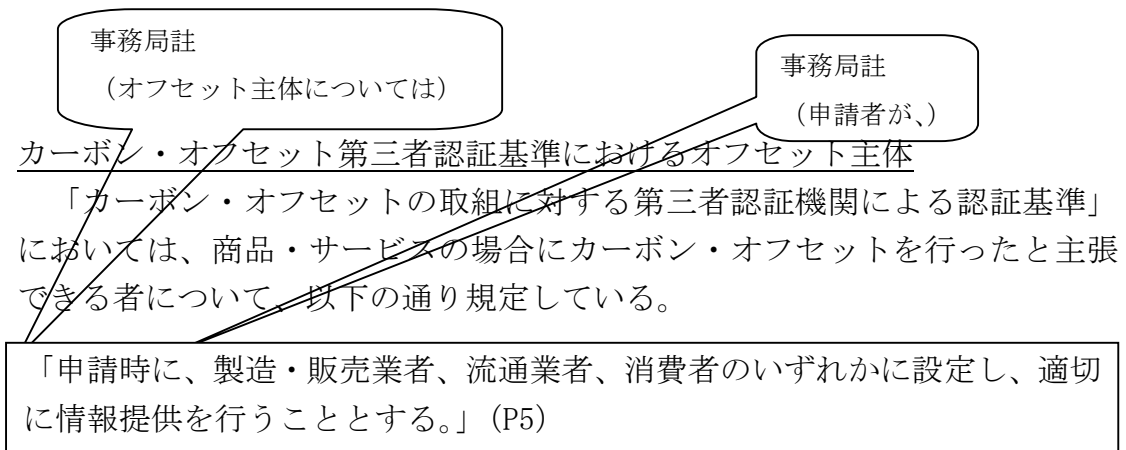 事務局註
(オフセット主体については)
事務局註
(申請者が、)
カーボン・オフセット第三者認証基準におけるオフセット主体
「カーボン・オフセットの取組に対する第三者認証機関による認証基準」
においては、商品・サービスの場合にカーボン・オフセットを行ったと主張
できる者について、以下の通り規定している。
「申請時に、製造・販売業者、流通業者、消費者のいずれかに設定し、適切
に情報提供を行うこととする。」(P5)